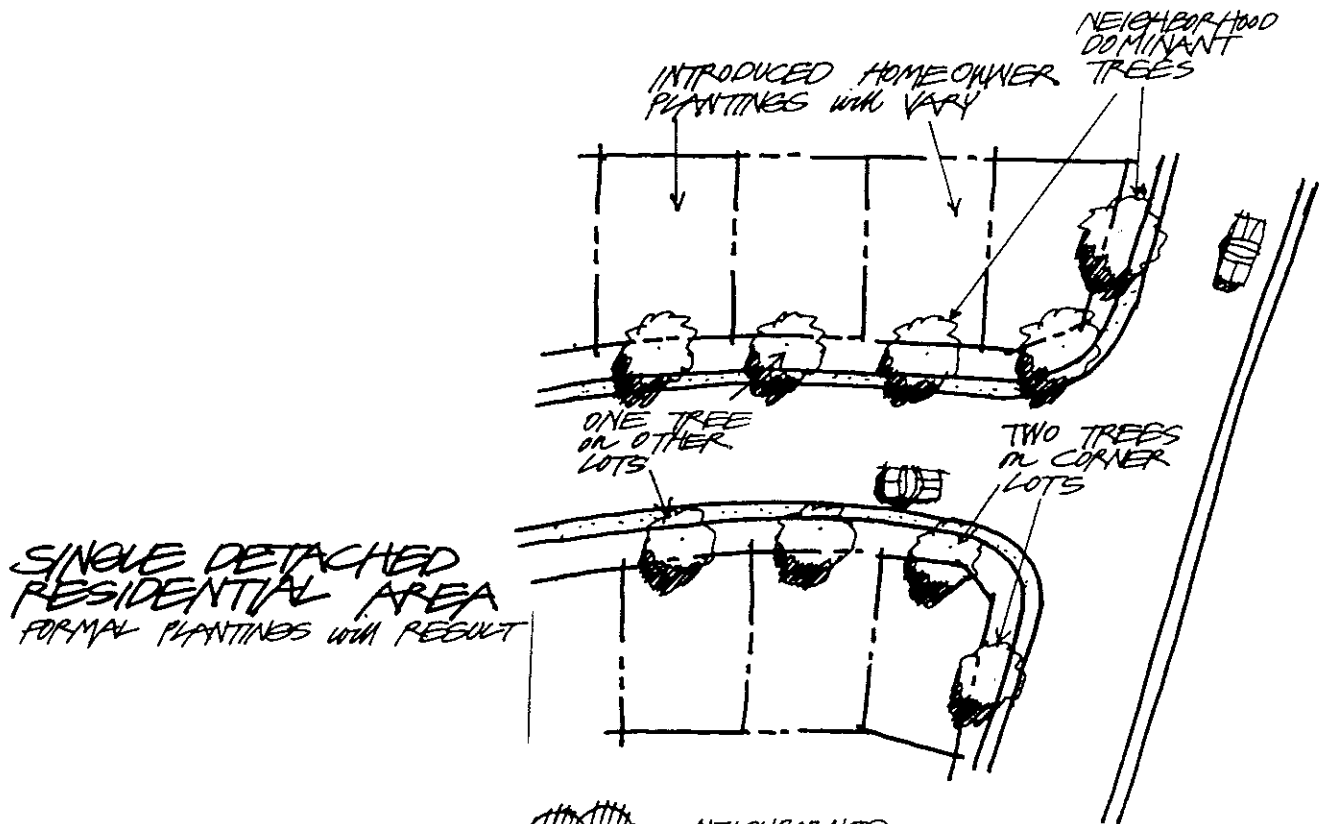 NEIGHBORHOOD
DOMINANT
TREES
INTRODUCED HOMEOWNER
PLANTINGS will VARY
ONE TREE
on OTHER
LOTS
TWO TREES
on CORNER
LOTS
SINGLE DETACHED
RESIDENTIAL AREA
FORMAL PLANTINGS will RESULT
NEIGHBORHOOD